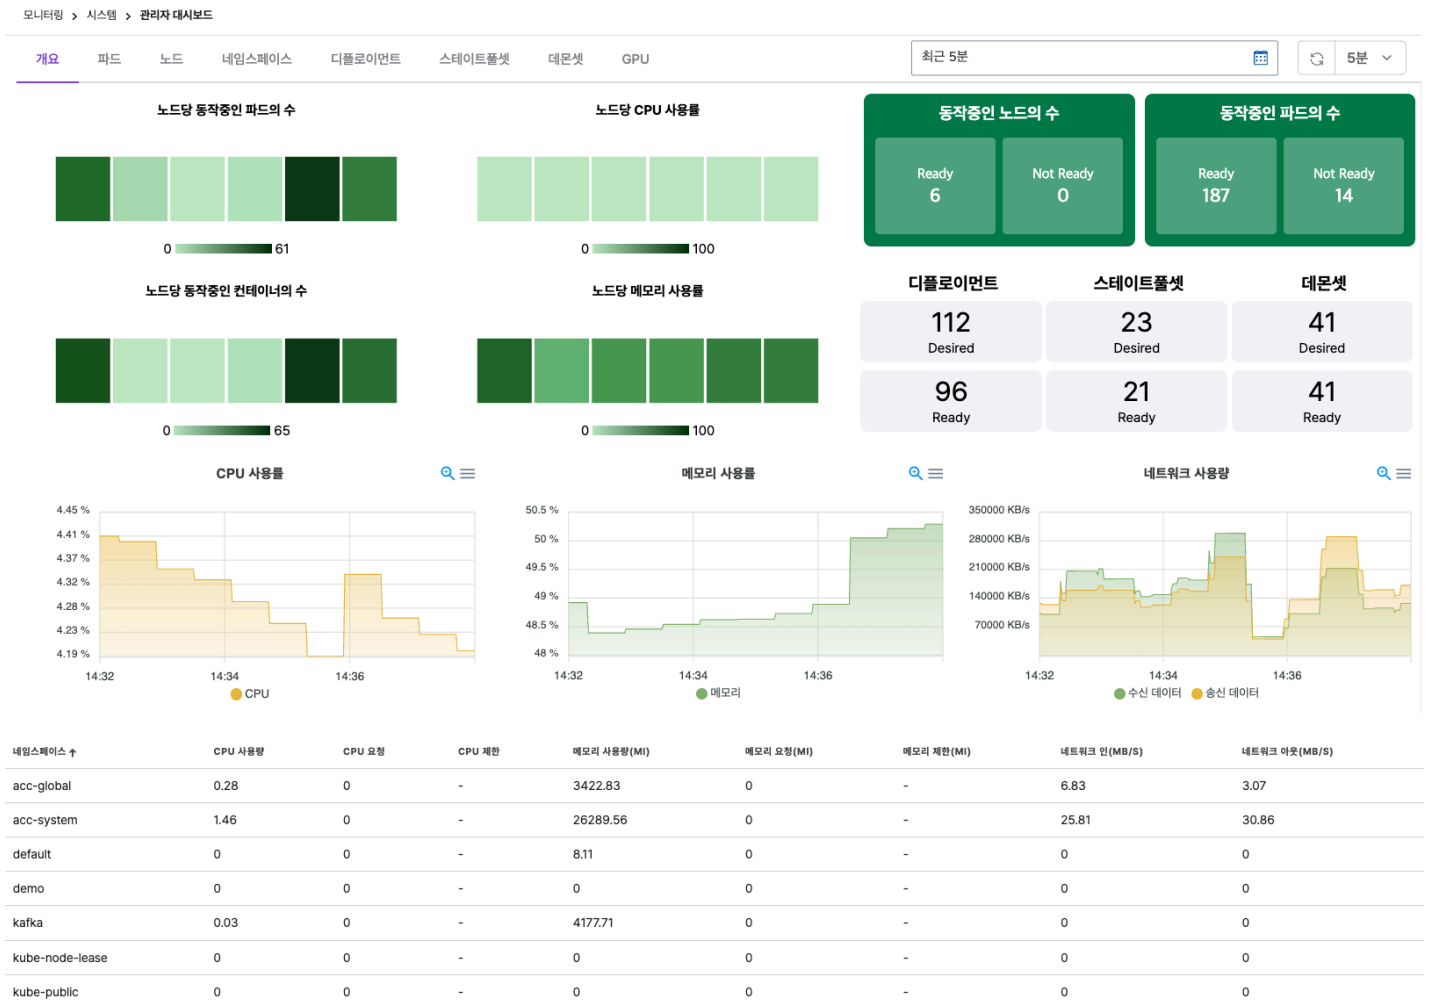 모니터링 > 시스템 > 관리자 대시보드
개요 파드 노드 네임스페이스 디플로이먼트 스테이트풀셋 데몬셋 GPU
최근 5분
5분
노드당 동작중인 파드의 수
0 61
노드당 CPU 사용률
0 100
동작중인 노드의 수
Ready Not Ready
6 0
동작중인 파드의 수
Ready Not Ready
187 14
노드당 동작중인 컨테이너의 수
0 65
노드당 메모리 사용률
0 100
디플로이먼트 스테이트풀셋 데몬셋
112 23 41
Desired Desired Desired
96 21 41
Ready Ready Ready
CPU 사용률
4.45 %
4.41 %
4.37 %
4.32 %
4.28 %
4.23 %
4.19 %
14:32 14:34 14:36
CPU
메모리 사용률
50.5 %
50 %
49.5 %
49 %
48.5 %
48 %
14:32 14:34 14:36
메모리
네트워크 사용량
350000 KB/s
280000 KB/s
210000 KB/s
140000 KB/s
70000 KB/s
14:32 14:34 14:36
수신 데이터 송신 데이터
네임스페이스 ↑ CPU 사용량 CPU 요청 CPU 제한 메모리 사용량(MI) 메모리 요청(MI) 메모리 제한(MI) 네트워크 인(MB/S) 네트워크 아웃(MB/S)
acc-global 0.28 0 - 3422.83 0 - 6.83 3.07
acc-system 1.46 0 - 26289.56 0 - 25.81 30.86
default 0 0 - 8.11 0 - 0 0
demo 0 0 - 0 0 - 0 0
kafka 0.03 0 - 4177.71 0 - 0 0
kube-node-lease 0 0 - 0 0 - 0 0
kube-public 0 0 - 0 0 - 0 0